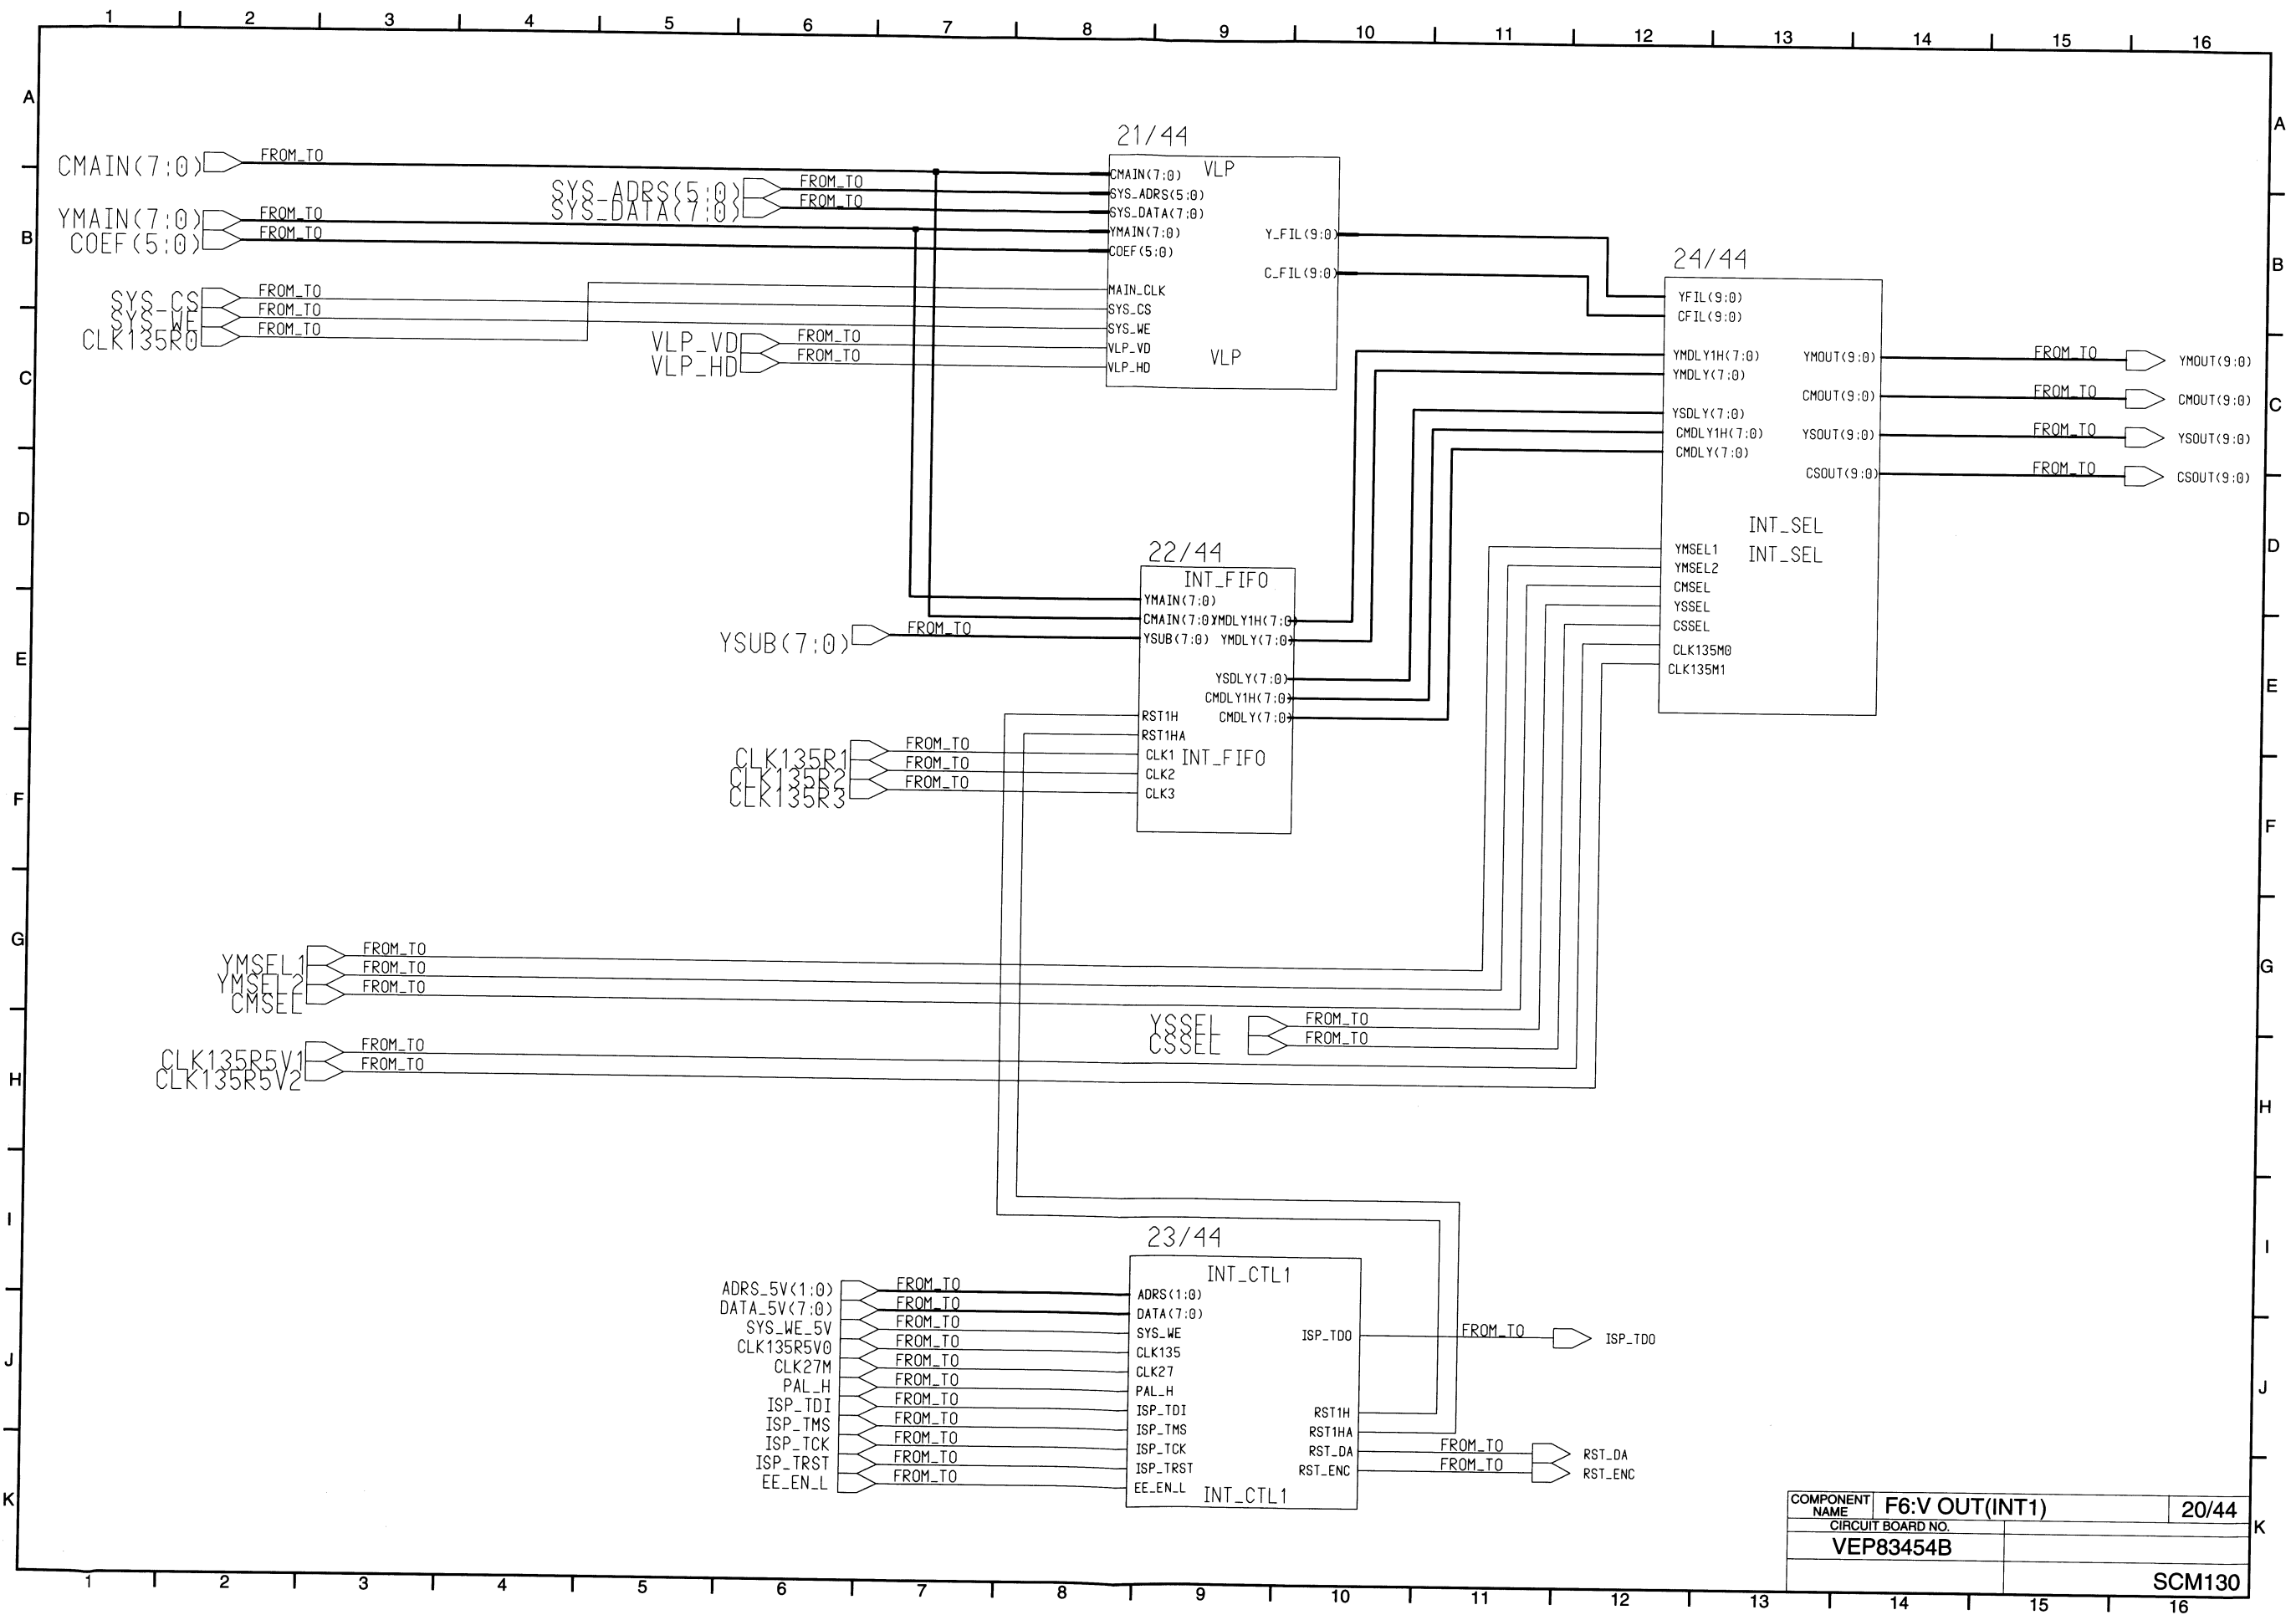 1 2 3 4 5 6 7 8 9 10 11 12 13 14 15 16
A
B
C
D
E
F
G
H
I
J
K
A
B
C
D
E
F
G
H
I
J
K
CMAIN(7:0) FROM_TO
YMAIN(7:0) FROM_TO
COEF(5:0) FROM_TO
SYS_CS FROM_TO
SYS_WE FROM_TO
CLK135R0 FROM_TO
SYS_ADRS(5:0) FROM_TO
SYS_DATA(7:0) FROM_TO
VLP_VD FROM_TO
VLP_HD FROM_TO
21/44
VLP
CMAIN(7:0)
SYS_ADRS(5:0)
SYS_DATA(7:0)
YMAIN(7:0)
COEF(5:0)
MAIN_CLK
SYS_CS
SYS_WE
VLP_VD
VLP_HD
Y_FIL(9:0)
C_FIL(9:0)
VLP
24/44
YFIL(9:0)
CFIL(9:0)
YMDLY1H(7:0)
YMDLY(7:0)
YSDLY(7:0)
CMDLY1H(7:0)
CMDLY(7:0)
YMOUT(9:0)
CMOUT(9:0)
YSOUT(9:0)
CSOUT(9:0)
INT_SEL
INT_SEL
YMSEL1
YMSEL2
CMSEL
YSSEL
CSSEL
CLK135M0
CLK135M1
FROM_TO YMOUT(9:0)
FROM_TO CMOUT(9:0)
FROM_TO YSOUT(9:0)
FROM_TO CSOUT(9:0)
22/44
INT_FIFO
YMAIN(7:0)
CMAIN(7:0) YMDLY1H(7:0)
YSUB(7:0) YMDLY(7:0)
YSDLY(7:0)
CMDLY1H(7:0)
CMDLY(7:0)
RST1H
RST1HA
CLK1 INT_FIFO
CLK2
CLK3
YSUB(7:0) FROM_TO
CLK135R1 FROM_TO
CLK135R2 FROM_TO
CLK135R3 FROM_TO
YMSEL1 FROM_TO
YMSEL2 FROM_TO
CMSEL FROM_TO
YSSEL FROM_TO
CSSEL FROM_TO
CLK135R5V1 FROM_TO
CLK135R5V2 FROM_TO
23/44
INT_CTL1
ADRS_5V(1:0) FROM_TO ADRS(1:0)
DATA_5V(7:0) FROM_TO DATA(7:0)
SYS_WE_5V FROM_TO SYS_WE
CLK135R5V0 FROM_TO CLK135
CLK27M FROM_TO CLK27
PAL_H FROM_TO PAL_H
ISP_TDI FROM_TO ISP_TDI
ISP_TMS FROM_TO ISP_TMS
ISP_TCK FROM_TO ISP_TCK
ISP_TRST FROM_TO ISP_TRST
EE_EN_L FROM_TO EE_EN_L
INT_CTL1
ISP_TDO FROM_TO ISP_TDO
RST1H
RST1HA
RST_DA FROM_TO RST_DA
RST_ENC FROM_TO RST_ENC
COMPONENT NAME F6:V OUT(INT1) 20/44
CIRCUIT BOARD NO.
VEP83454B
SCM130
1 2 3 4 5 6 7 8 9 10 11 12 13 14 15 16